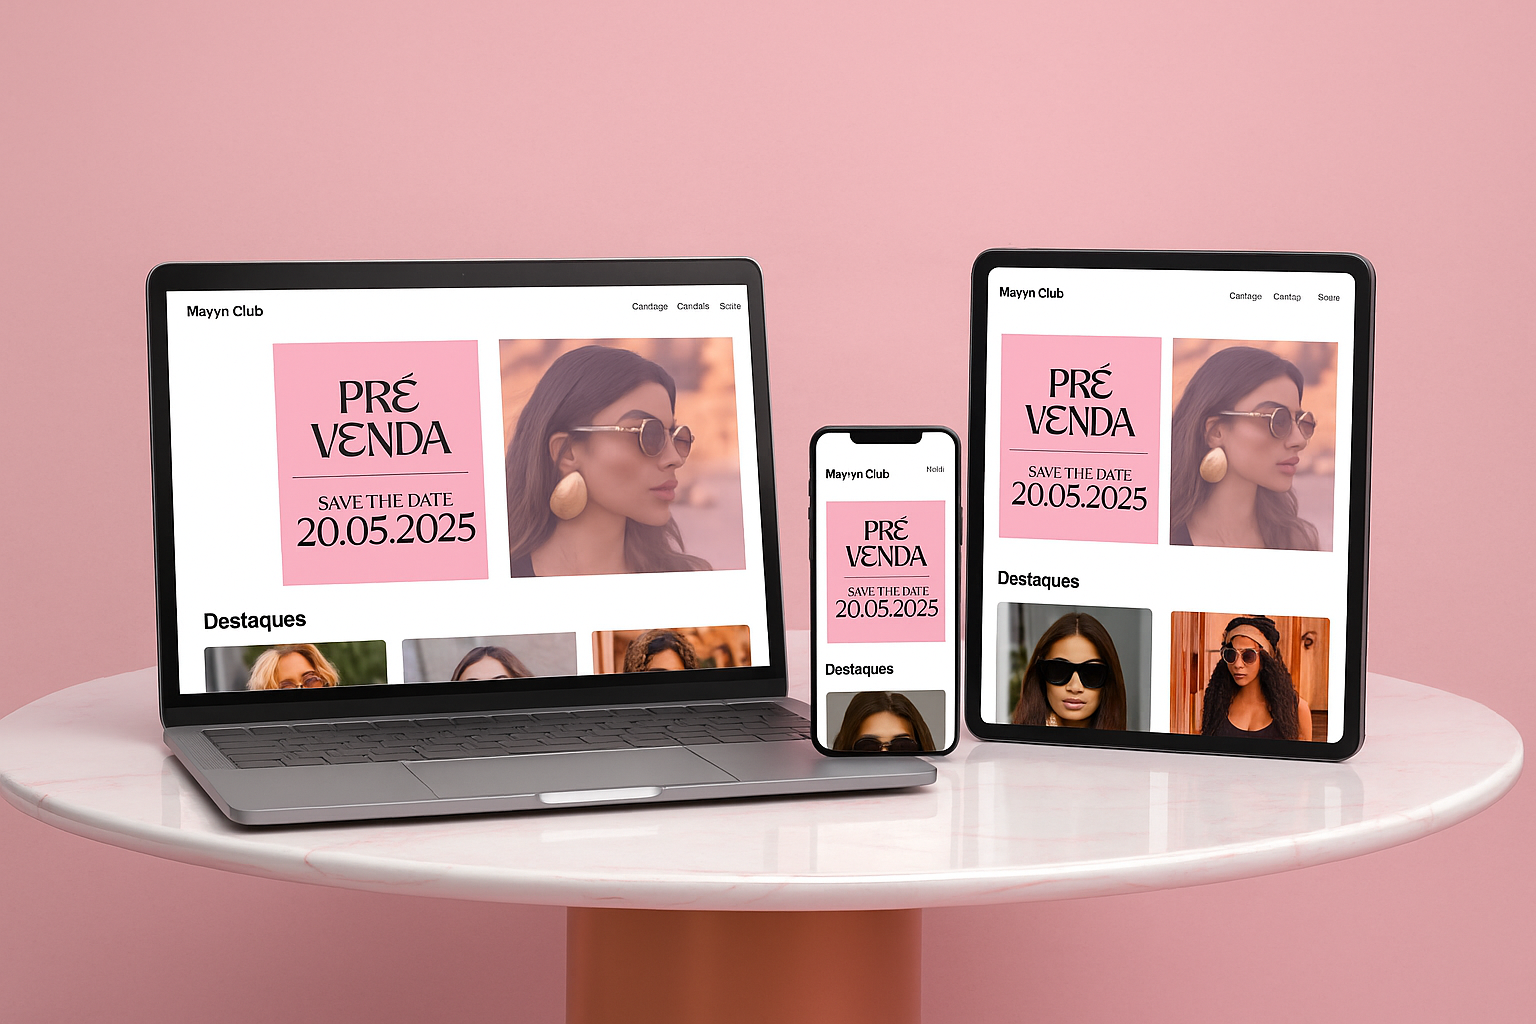 Mayyn Club
Candage Candals Scite
PRÉ
VENDA
SAVE THE DATE
20.05.2025
Destaques
Mayyn Club
PRÉ
VENDA
SAVE THE DATE
20.05.2025
Destaques
Mayyn Club
Cantage Cantap Soare
PRÉ
VENDA
SAVE THE DATE
20.05.2025
Destaques